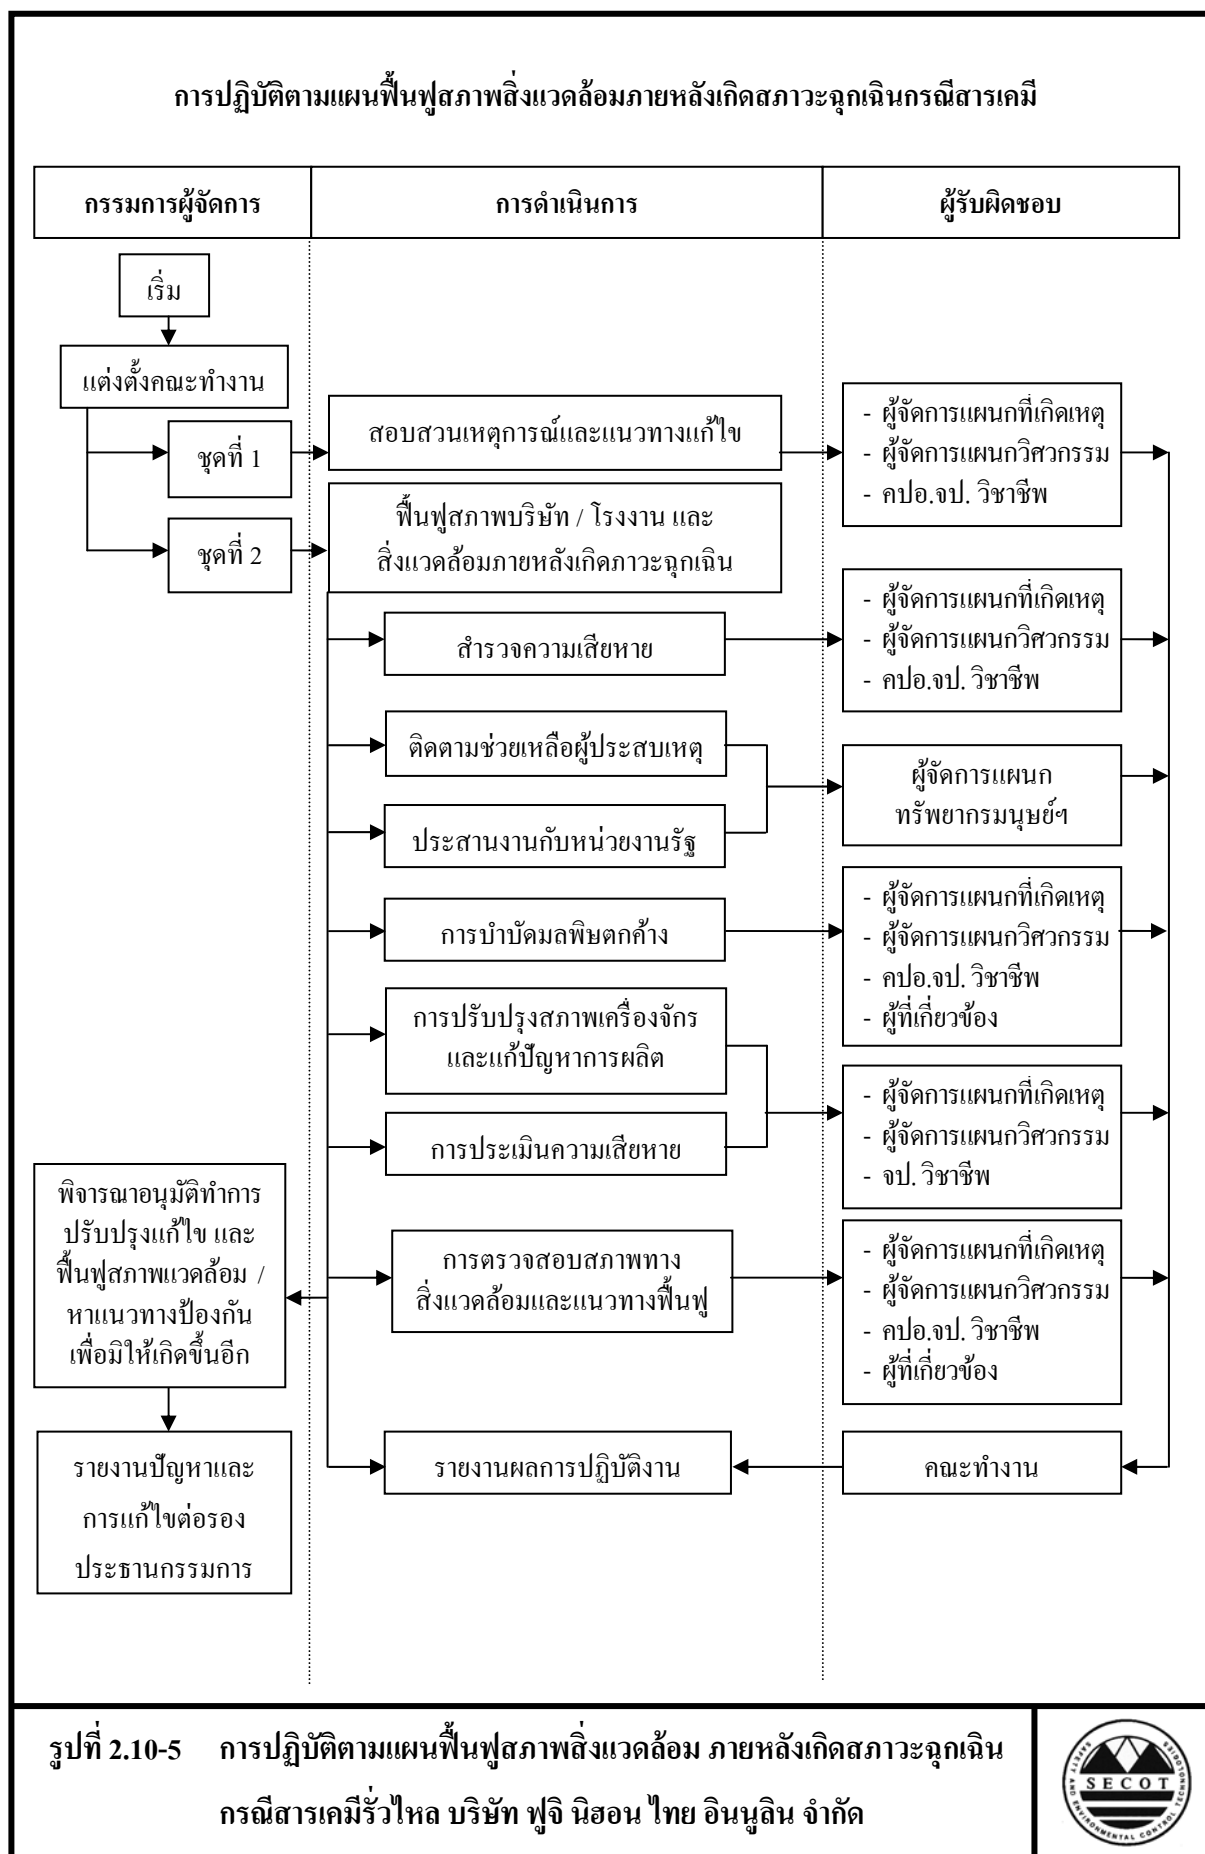 การปฏิบัติตามแผนฟื้นฟูสภาพสิ่งแวดล้อมภายหลังเกิดสภาวะฉุกเฉินกรณีสารเคมี
กรรมการผู้จัดการ
การดำเนินการ
ผู้รับผิดชอบ
เริ่ม
แต่งตั้งคณะทำงาน
ชุดที่ 1
สอบสวนเหตุการณ์และแนวทางแก้ไข
- ผู้จัดการแผนกที่เกิดเหตุ
- ผู้จัดการแผนกวิศวกรรม
- คปอ.จป. วิชาชีพ
ชุดที่ 2
ฟื้นฟูสภาพบริษัท / โรงงาน และ
สิ่งแวดล้อมภายหลังเกิดภาวะฉุกเฉิน
สำรวจความเสียหาย
- ผู้จัดการแผนกที่เกิดเหตุ
- ผู้จัดการแผนกวิศวกรรม
- คปอ.จป. วิชาชีพ
ติดตามช่วยเหลือผู้ประสบเหตุ
ประสานงานกับหน่วยงานรัฐ
ผู้จัดการแผนก
ทรัพยากรมนุษย์ฯ
การบำบัดมลพิษตกค้าง
- ผู้จัดการแผนกที่เกิดเหตุ
- ผู้จัดการแผนกวิศวกรรม
- คปอ.จป. วิชาชีพ
- ผู้ที่เกี่ยวข้อง
การปรับปรุงสภาพเครื่องจักร
และแก้ปัญหาการผลิต
การประเมินความเสียหาย
- ผู้จัดการแผนกที่เกิดเหตุ
- ผู้จัดการแผนกวิศวกรรม
- จป. วิชาชีพ
พิจารณาอนุมัติทำการ
ปรับปรุงแก้ไข และ
ฟื้นฟูสภาพแวดล้อม /
หาแนวทางป้องกัน
เพื่อมิให้เกิดขึ้นอีก
การตรวจสอบสภาพทาง
สิ่งแวดล้อมและแนวทางฟื้นฟู
- ผู้จัดการแผนกที่เกิดเหตุ
- ผู้จัดการแผนกวิศวกรรม
- คปอ.จป. วิชาชีพ
- ผู้ที่เกี่ยวข้อง
รายงานปัญหาและ
การแก้ไขต่อรอง
ประธานกรรมการ
รายงานผลการปฏิบัติงาน
คณะทำงาน
รูปที่ 2.10-5 การปฏิบัติตามแผนฟื้นฟูสภาพสิ่งแวดล้อม ภายหลังเกิดสภาวะฉุกเฉิน
กรณีสารเคมีรั่วไหล บริษัท ฟูจิ นิฮอน ไทย อินนูลิน จำกัด
SECOT
SAFETY AND ENVIRONMENTAL CONTROL TECHNOLOGIES